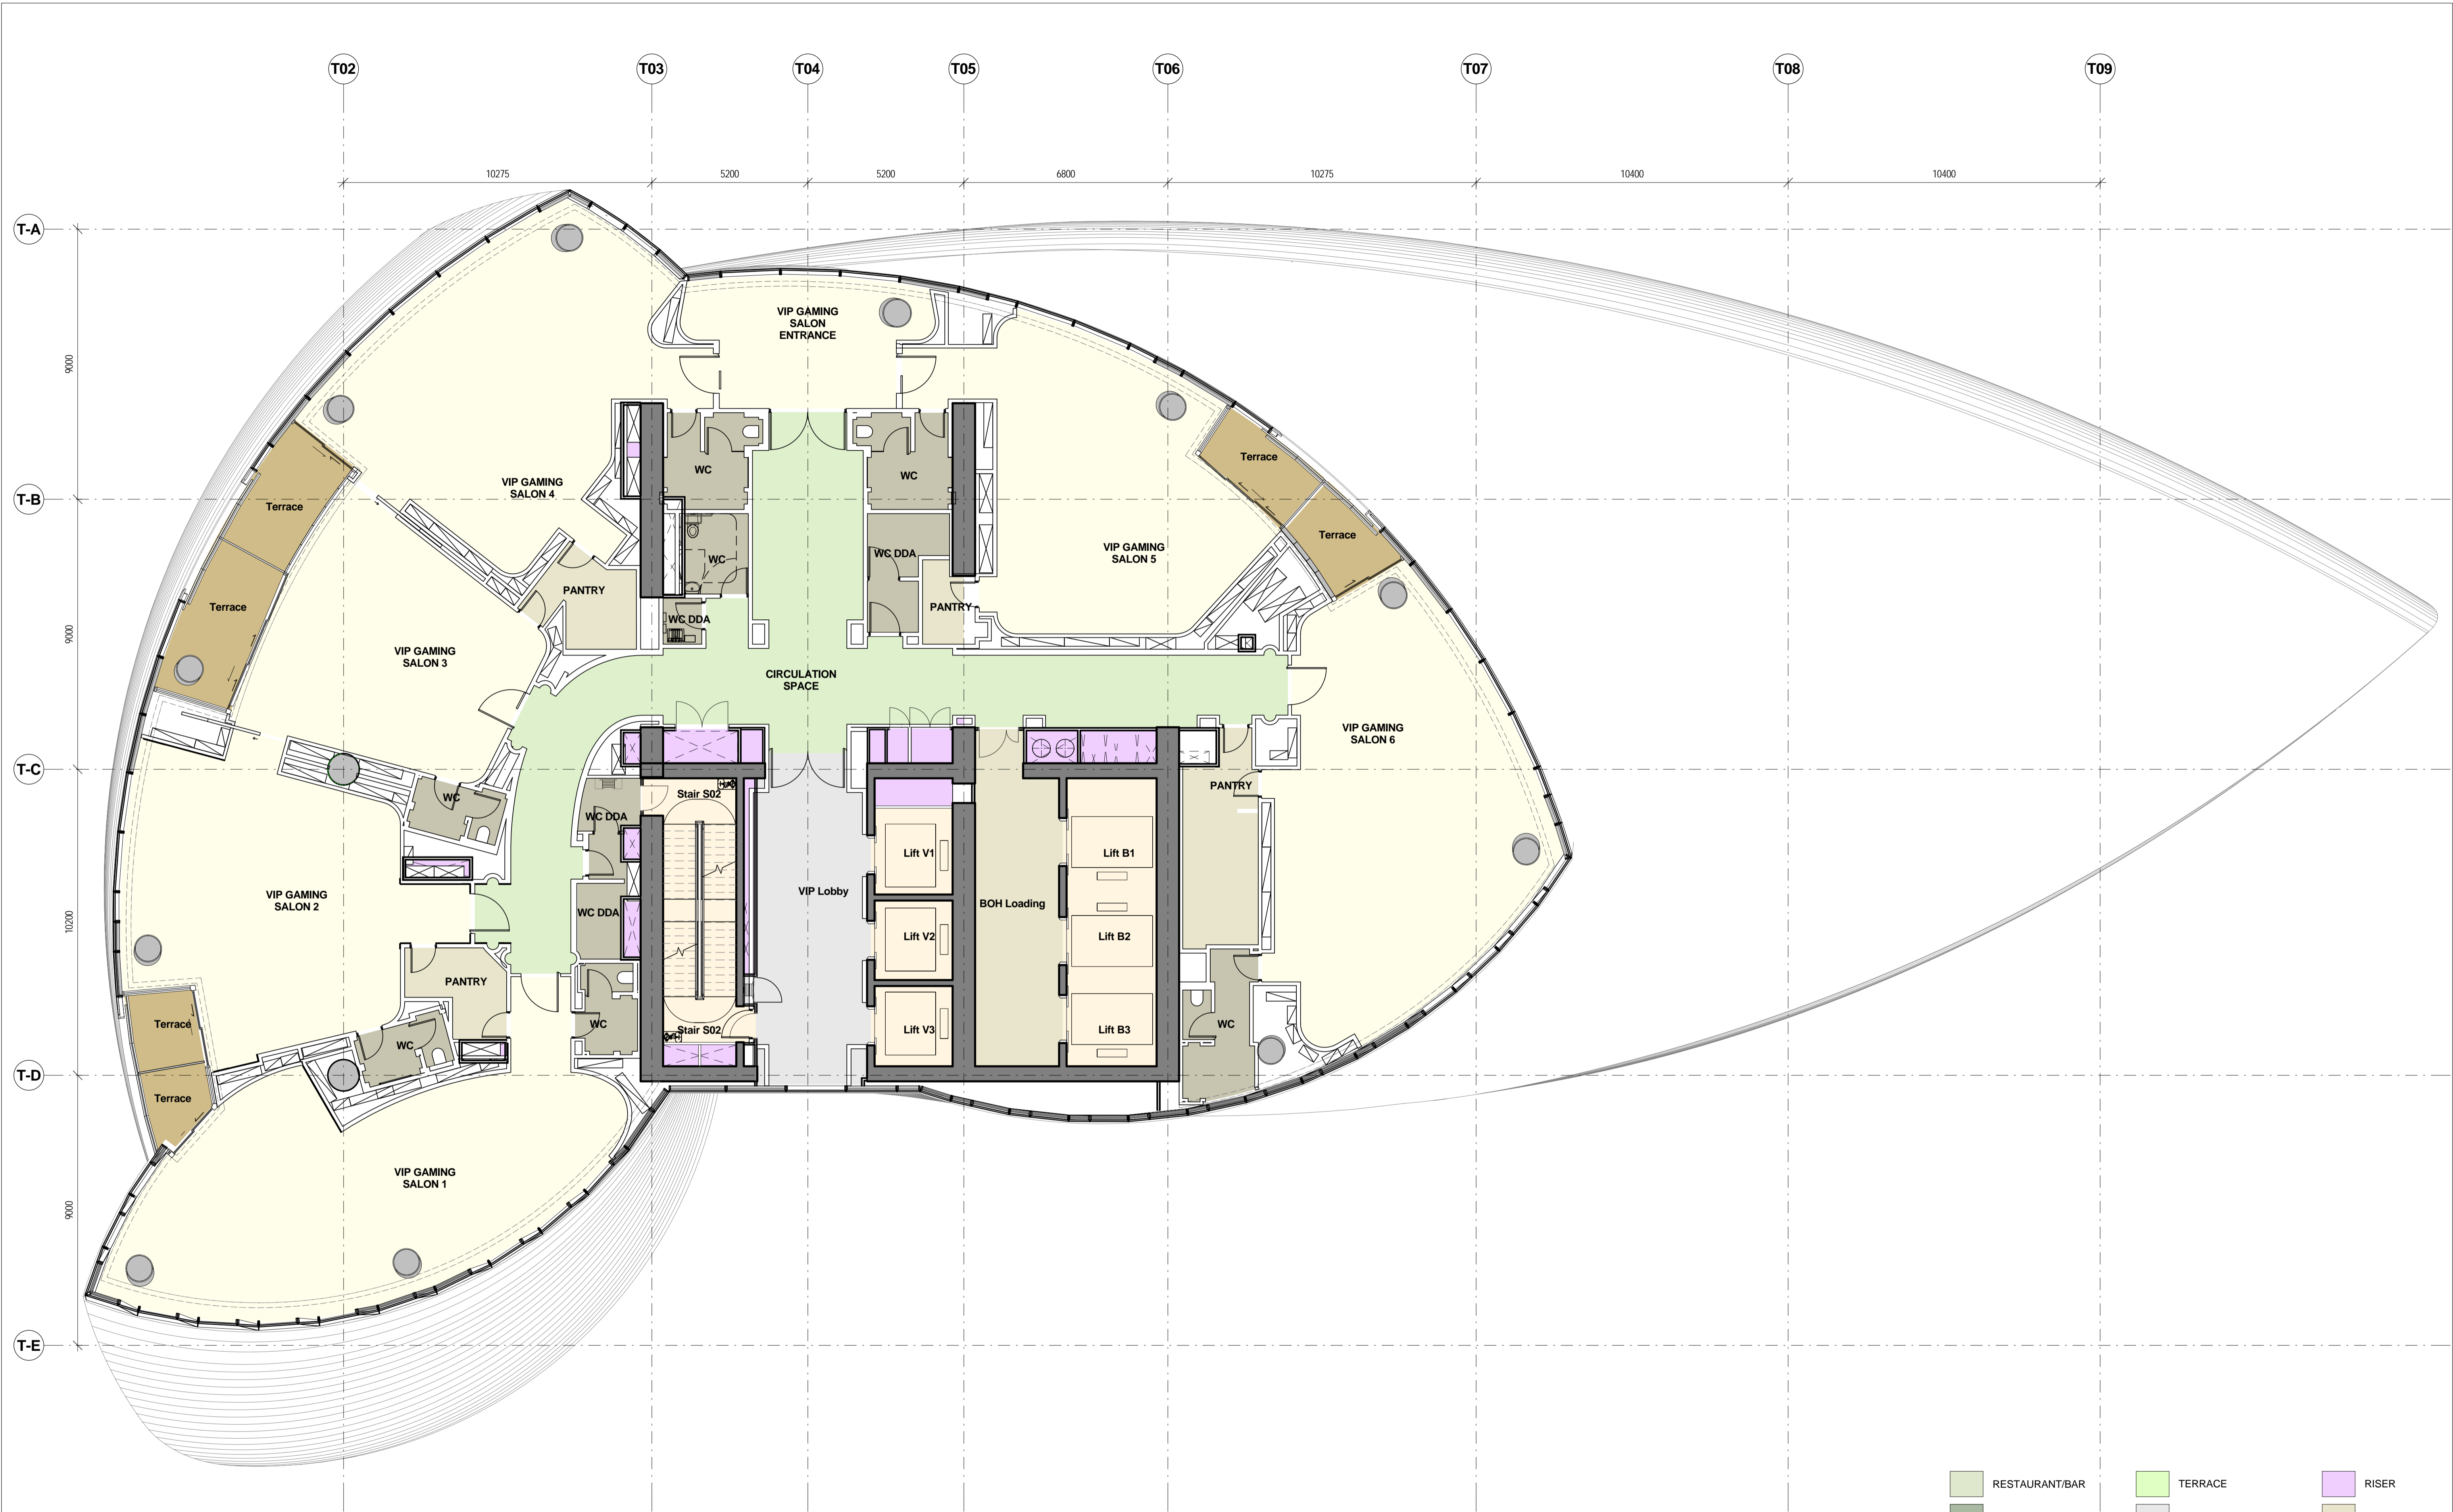 T02
T03
T04
T05
T06
T07
T08
T09
10275
5200
5200
6800
10275
10400
10400
T-A
T-B
T-C
T-D
T-E
9000
9000
10200
9000
VIP GAMING
SALON
ENTRANCE
WC
WC
VIP GAMING
SALON 4
Terrace
Terrace
Terrace
Terrace
VIP GAMING
SALON 5
WC
WC DDA
PANTRY
PANTRY
WC DDA
VIP GAMING
SALON 3
CIRCULATION
SPACE
VIP GAMING
SALON 6
WC
Stair S02
PANTRY
WC DDA
Lift V1
Lift B1
VIP Lobby
BOH Loading
VIP GAMING
SALON 2
WC DDA
Lift V2
Lift B2
PANTRY
Terrace
WC
WC
Stair S02
Lift V3
Lift B3
WC
Terrace
VIP GAMING
SALON 1
RESTAURANT/BAR
TERRACE
RISER